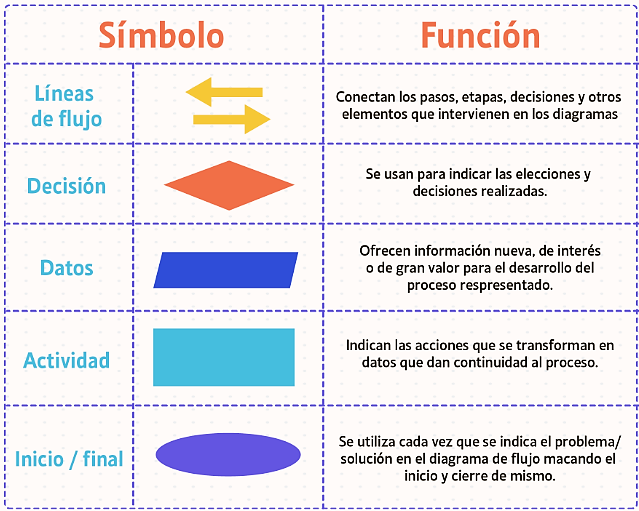 Símbolo
Función
Líneas
de flujo
Conectan los pasos, etapas, decisiones y otros
elementos que intervienen en los diagramas
Decisión
Se usan para indicar las elecciones y
decisiones realizadas.
Datos
Ofrecen información nueva, de interés
o de gran valor para el desarrollo del
proceso respresentado.
Actividad
Indican las acciones que se transforman en
datos que dan continuidad al proceso.
Inicio / final
Se utiliza cada vez que se indica el problema/
solución en el diagrama de flujo macando el
inicio y cierre de mismo.